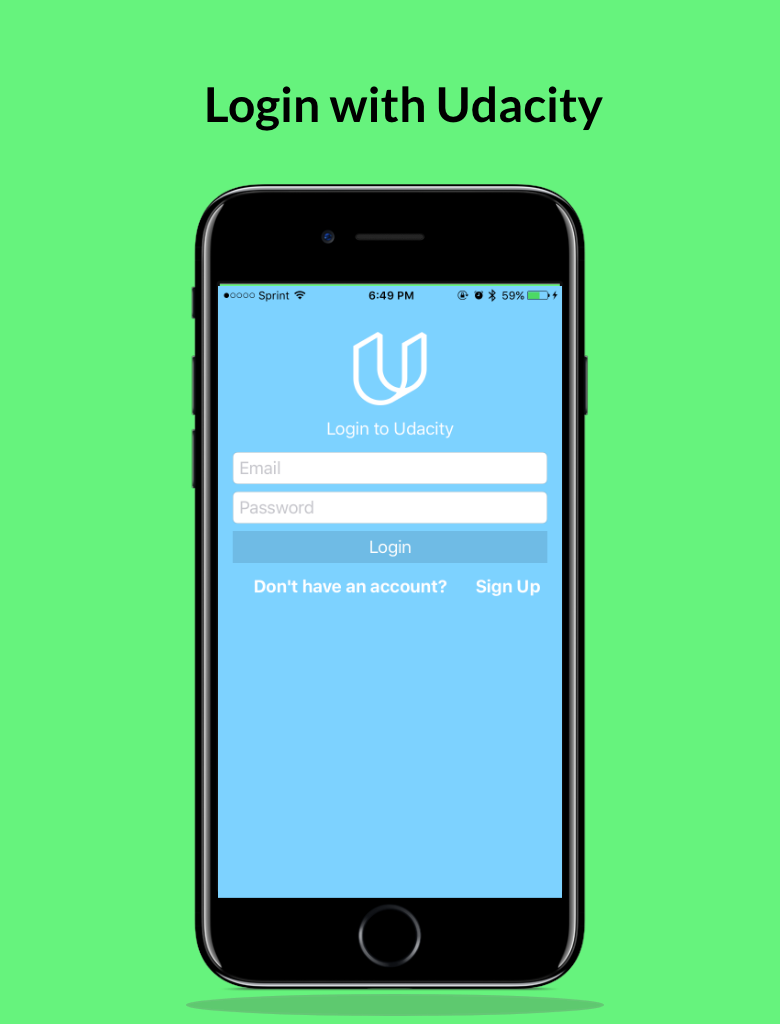 Login with Udacity
Sprint 6:49 PM 59%
Login to Udacity
Email
Password
Login
Don't have an account? Sign Up